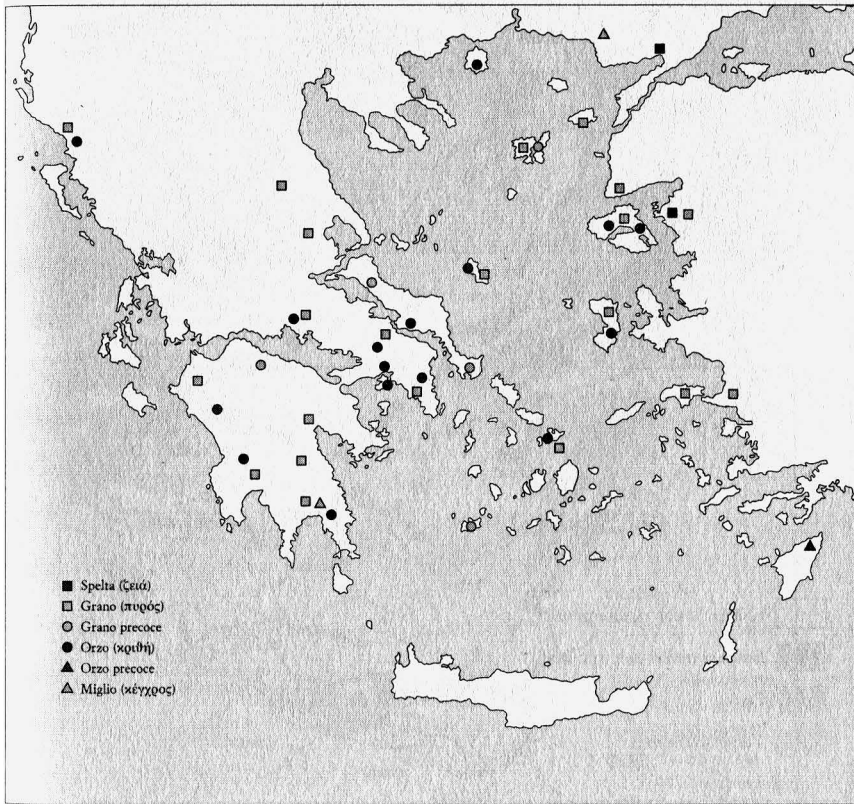 Spelta (ζειά)
Grano (πυρός)
Grano precoce
Orzo (κριθή)
Orzo precoce
Miglio (κέγχρος)